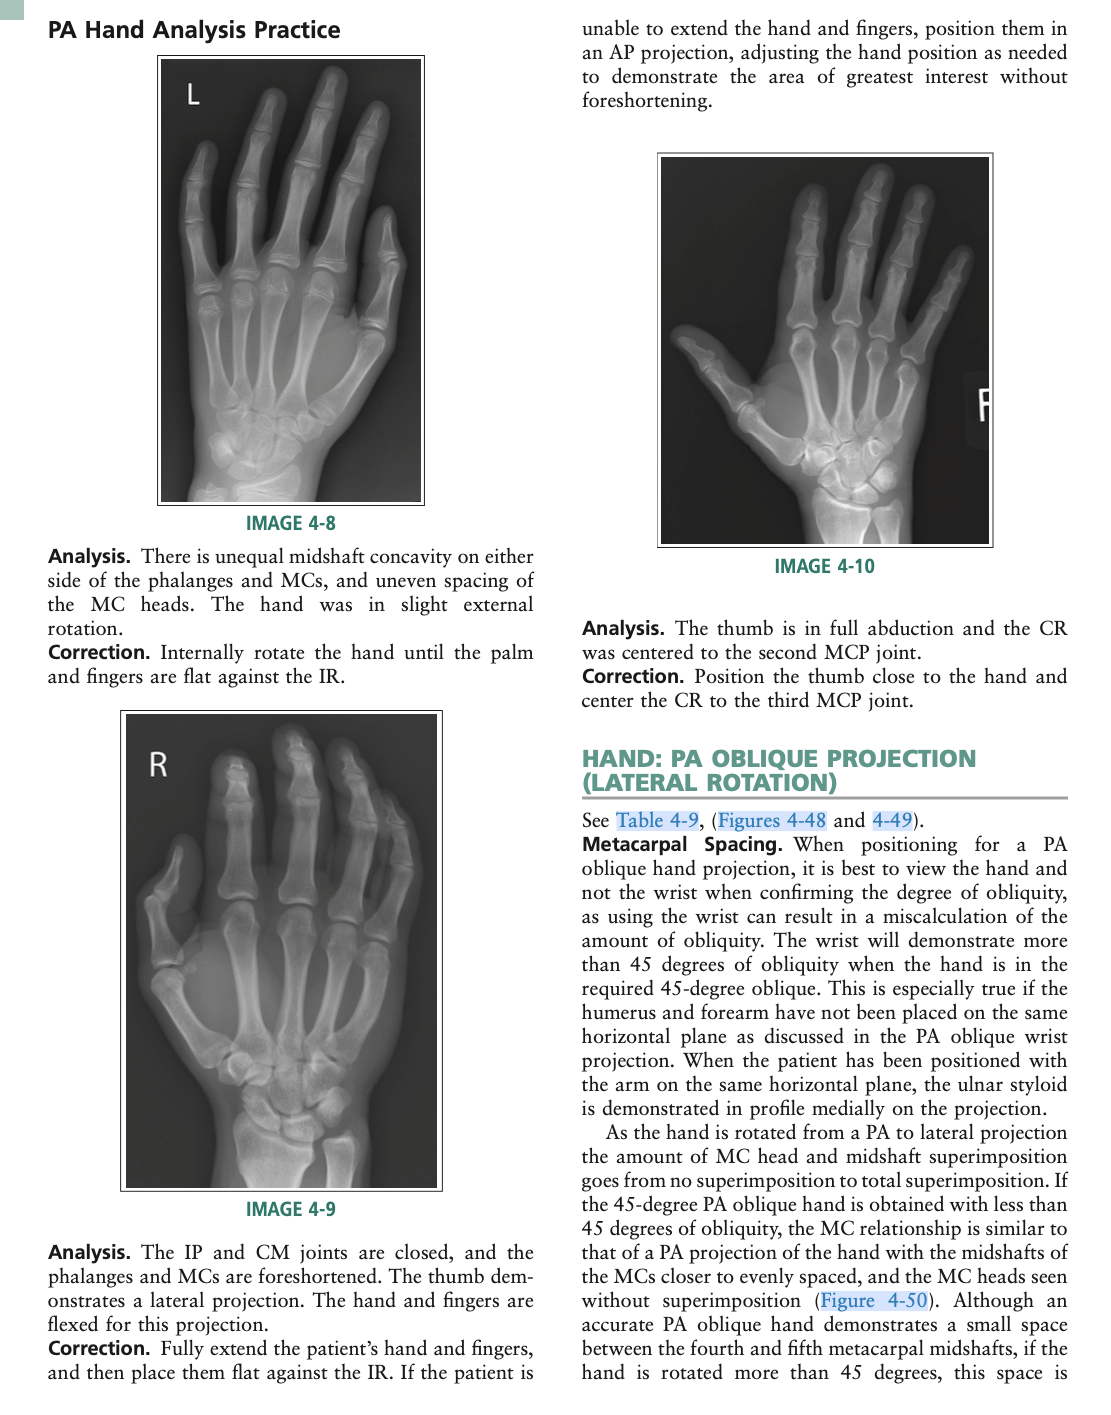 PA Hand Analysis Practice
L
IMAGE 4-8
Analysis. There is unequal midshaft concavity on either
side of the phalanges and MCs, and uneven spacing of
the MC heads. The hand was in slight external
rotation.
Correction. Internally rotate the hand until the palm
and fingers are flat against the IR.
R
IMAGE 4-9
Analysis. The IP and CM joints are closed, and the
phalanges and MCs are foreshortened. The thumb dem-
onstrates a lateral projection. The hand and fingers are
flexed for this projection.
Correction. Fully extend the patient's hand and fingers,
and then place them flat against the IR. If the patient is
unable to extend the hand and fingers, position them in
an AP projection, adjusting the hand position as needed
to demonstrate the area of greatest interest without
foreshortening.
IMAGE 4-10
Analysis. The thumb is in full abduction and the CR
was centered to the second MCP joint.
Correction. Position the thumb close to the hand and
center the CR to the third MCP joint.
HAND: PA OBLIQUE PROJECTION
(LATERAL ROTATION)
See Table 4-9, (Figures 4-48 and 4-49).
Metacarpal Spacing. When positioning for a PA
oblique hand projection, it is best to view the hand and
not the wrist when confirming the degree of obliquity,
as using the wrist can result in a miscalculation of the
amount of obliquity. The wrist will demonstrate more
than 45 degrees of obliquity when the hand is in the
required 45-degree oblique. This is especially true if the
humerus and forearm have not been placed on the same
horizontal plane as discussed in the PA oblique wrist
projection. When the patient has been positioned with
the arm on the same horizontal plane, the ulnar styloid
is demonstrated in profile medially on the projection.
As the hand is rotated from a PA to lateral projection
the amount of MC head and midshaft superimposition
goes from no superimposition to total superimposition. If
the 45-degree PA oblique hand is obtained with less than
45 degrees of obliquity, the MC relationship is similar to
that of a PA projection of the hand with the midshafts of
the MCs closer to evenly spaced, and the MC heads seen
without superimposition (Figure 4-50). Although an
accurate PA oblique hand demonstrates a small space
between the fourth and fifth metacarpal midshafts, if the
hand is rotated more than 45 degrees, this space is